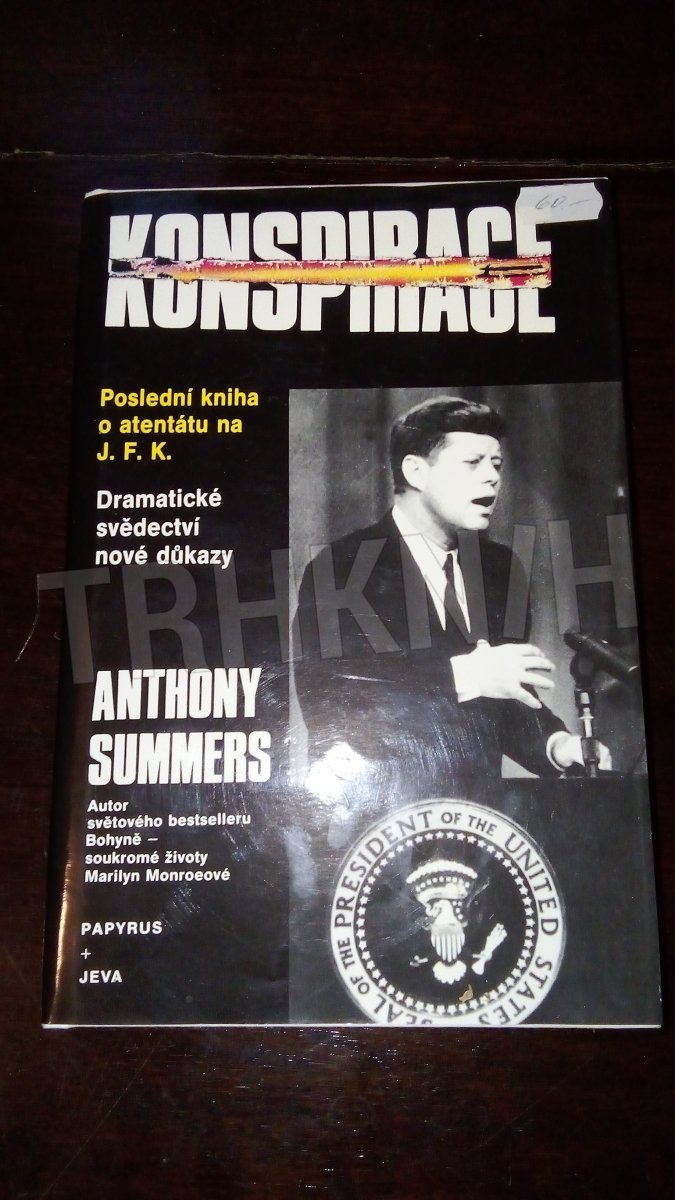 60.-
KONSPIRACE
Poslední kniha
o atentátu na
J. F. K.
Dramatické
svědectví
nové důkazy
TRHKNIH
ANTHONY
SUMMERS
Autor
světového bestselleru
Bohyně –
soukromé životy
Marilyn Monroeové
PAPYRUS
+
JEVA
SEAL OF THE PRESIDENT OF THE UNITED STATES